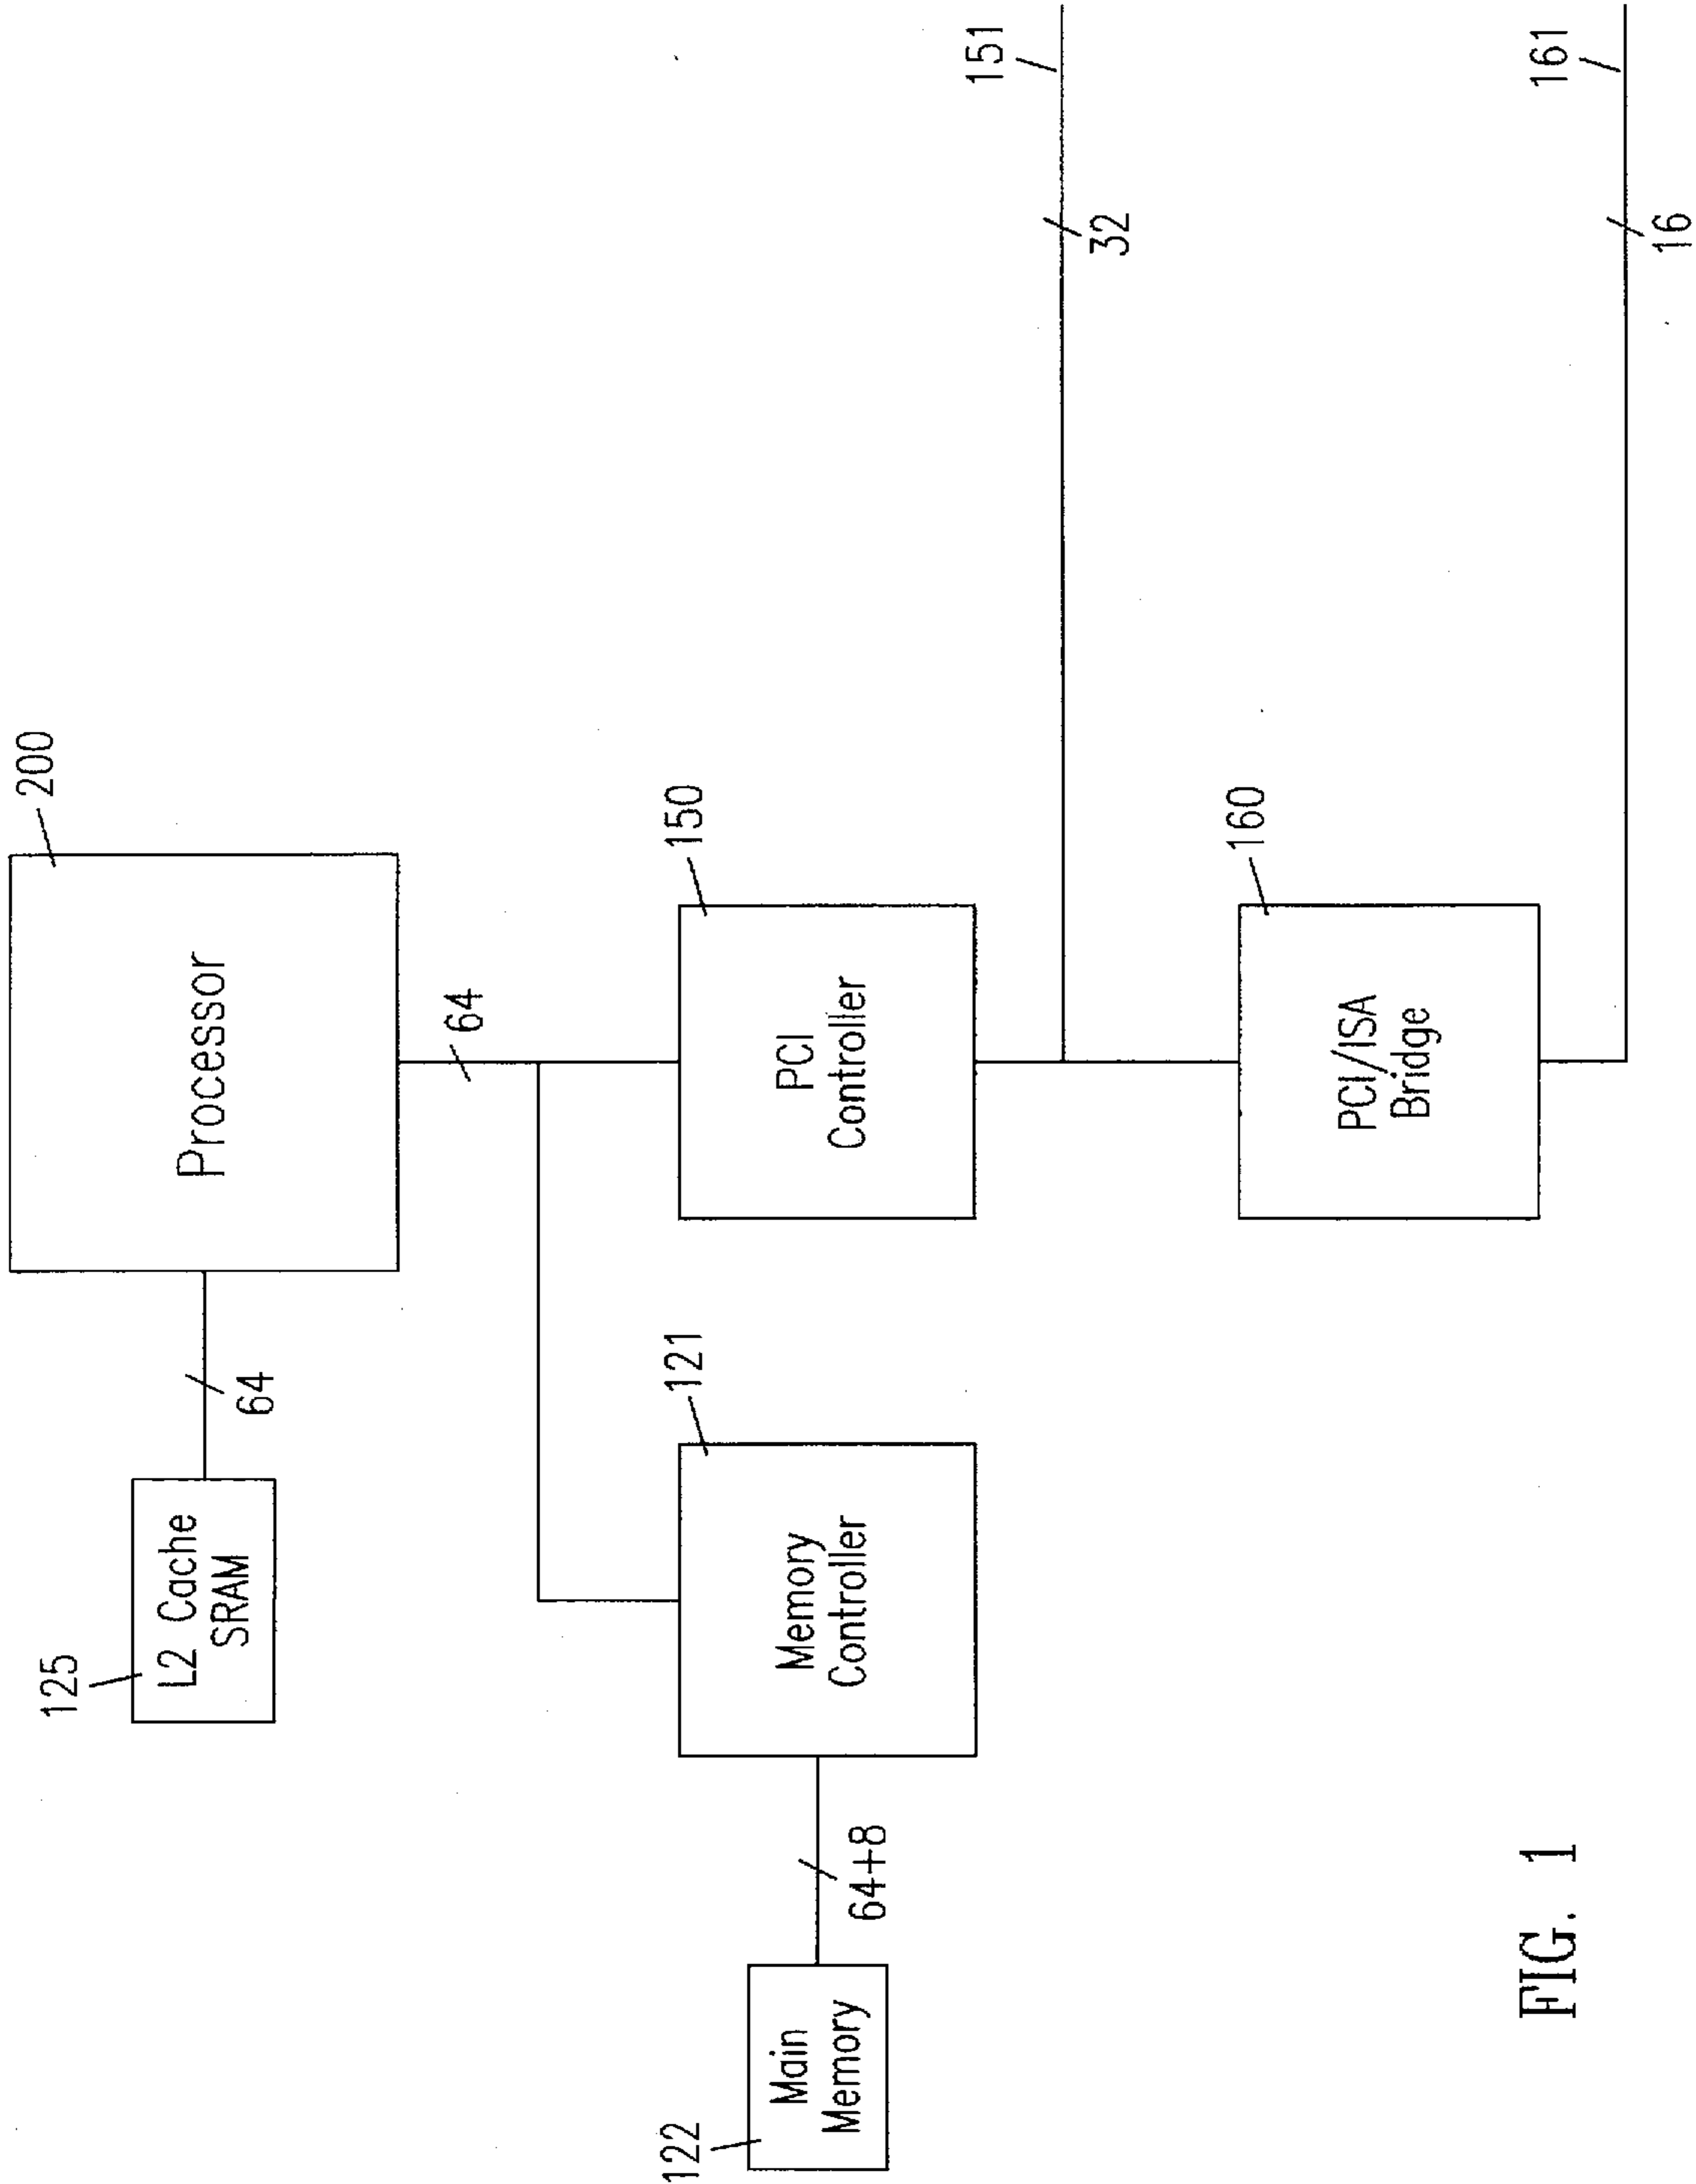 200
Processor
64
125
L2 Cache
SRAM
64
150
PCI
Controller
121
Memory
Controller
122
Main
Memory
64+8
151
32
160
PCI/ISA
Bridge
161
16
FIG. 1